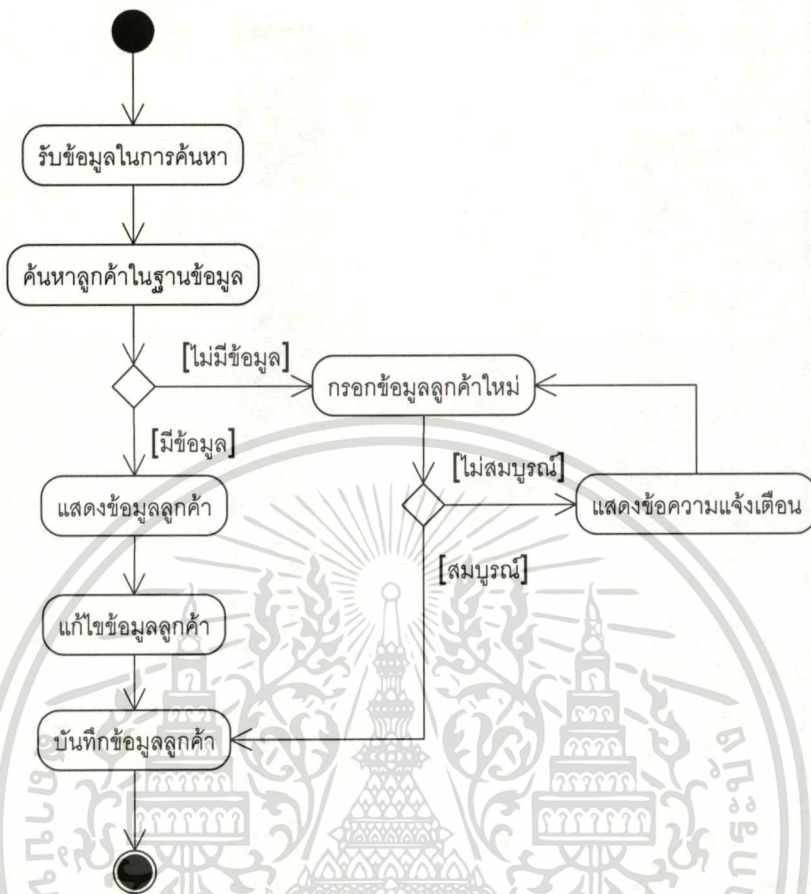 รับข้อมูลในการค้นหา
ค้นหาลูกค้าในฐานข้อมูล
[ไม่มีข้อมูล]
กรอกข้อมูลลูกค้าใหม่
[มีข้อมูล]
[ไม่สมบูรณ์]
แสดงข้อมูลลูกค้า
แสดงข้อความแจ้งเตือน
[สมบูรณ์]
แก้ไขข้อมูลลูกค้า
บันทึกข้อมูลลูกค้า